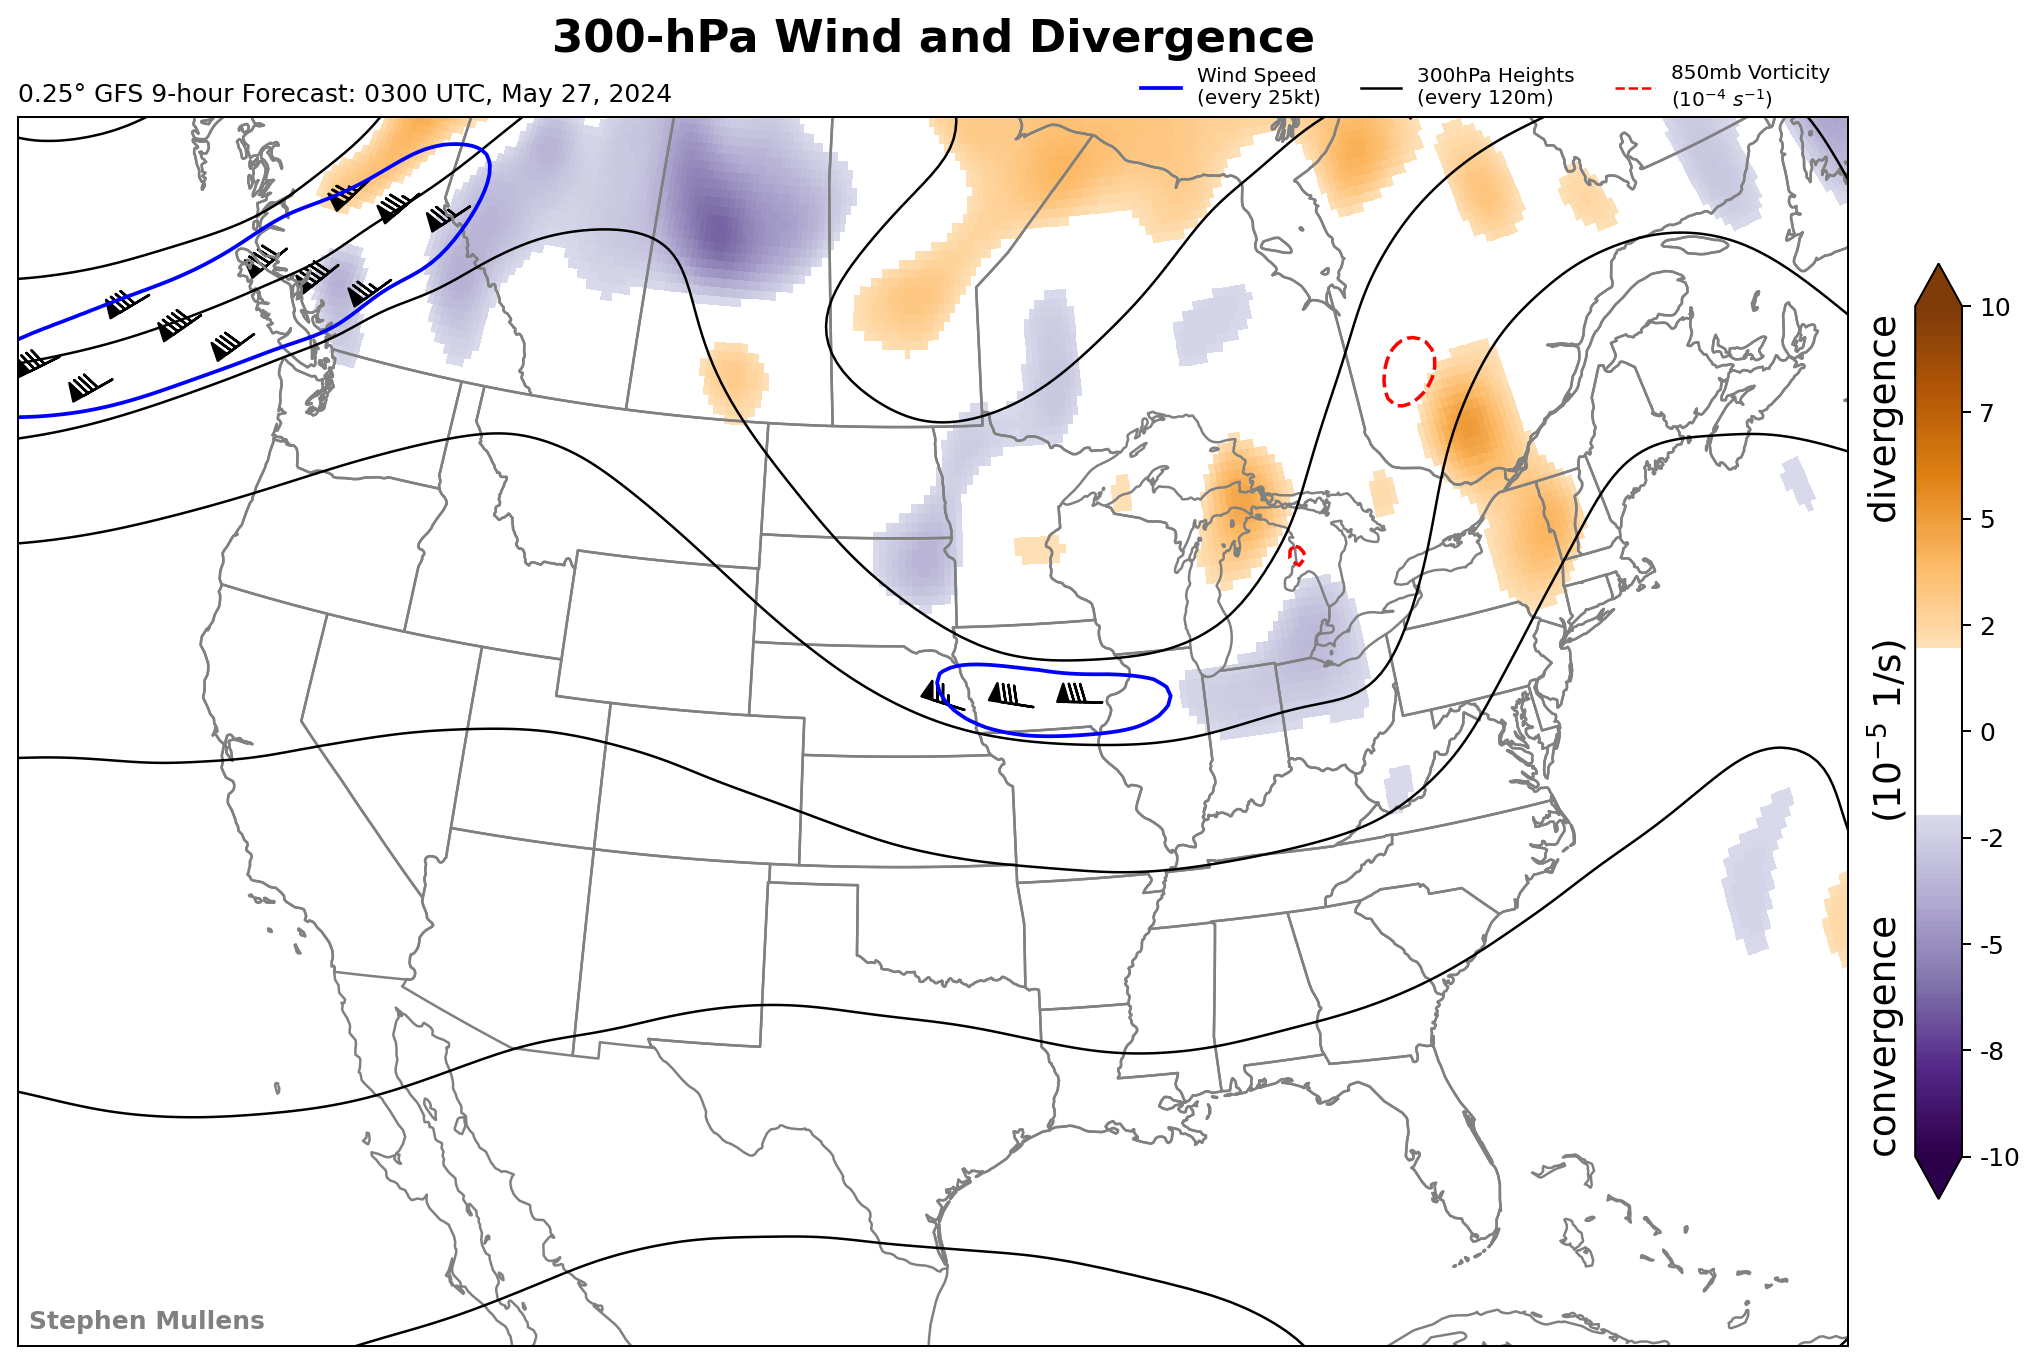 300-hPa Wind and Divergence
0.25° GFS 9-hour Forecast: 0300 UTC, May 27, 2024
Wind Speed
(every 25kt)
300hPa Heights
(every 120m)
850mb Vorticity
(10⁻⁴ s⁻¹)
10
7
5
2
0
-2
-5
-8
-10
convergence (10⁻⁵ 1/s) divergence
Stephen Mullens